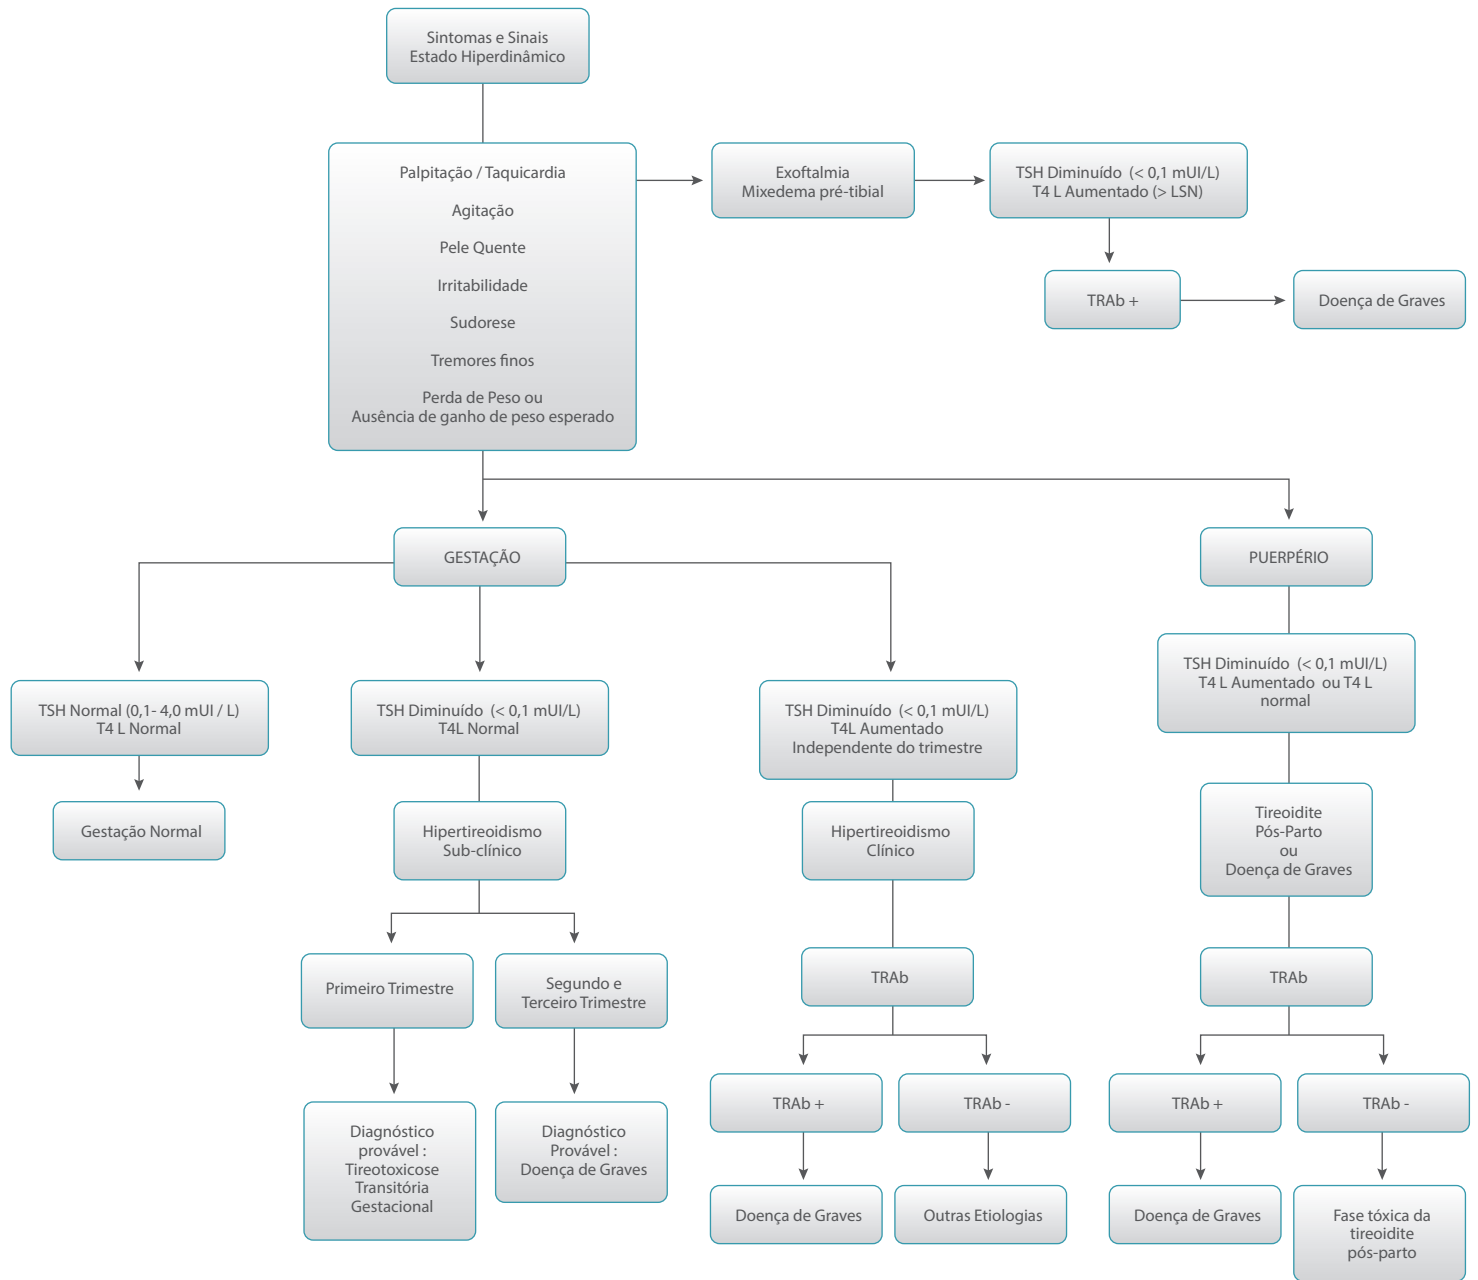 Sintomas e Sinais
Estado Hiperdinâmico
Palpitação / Taquicardia
Agitação
Pele Quente
Irritabilidade
Sudorese
Tremores finos
Perda de Peso ou
Ausência de ganho de peso esperado
Exoftalmia
Mixedema pré-tibial
TSH Diminuído (< 0,1 mUI/L)
T4 L Aumentado (> LSN)
TRAb +
Doença de Graves
GESTAÇÃO
PUERPÉRIO
TSH Normal (0,1- 4,0 mUI / L)
T4 L Normal
Gestação Normal
TSH Diminuído (< 0,1 mUI/L)
T4L Normal
Hipertireoidismo
Sub-clínico
Primeiro Trimestre
Diagnóstico
provável :
Tireotoxicose
Transitória
Gestacional
Segundo e
Terceiro Trimestre
Diagnóstico
Provável :
Doença de Graves
TSH Diminuído (< 0,1 mUI/L)
T4L Aumentado
Independente do trimestre
Hipertireoidismo
Clínico
TRAb
TRAb +
Doença de Graves
TRAb -
Outras Etiologias
TSH Diminuído (< 0,1 mUI/L)
T4 L Aumentado ou T4 L
normal
Tireoidite
Pós-Parto
ou
Doença de Graves
TRAb
TRAb +
Doença de Graves
TRAb -
Fase tóxica da
tireoidite
pós-parto